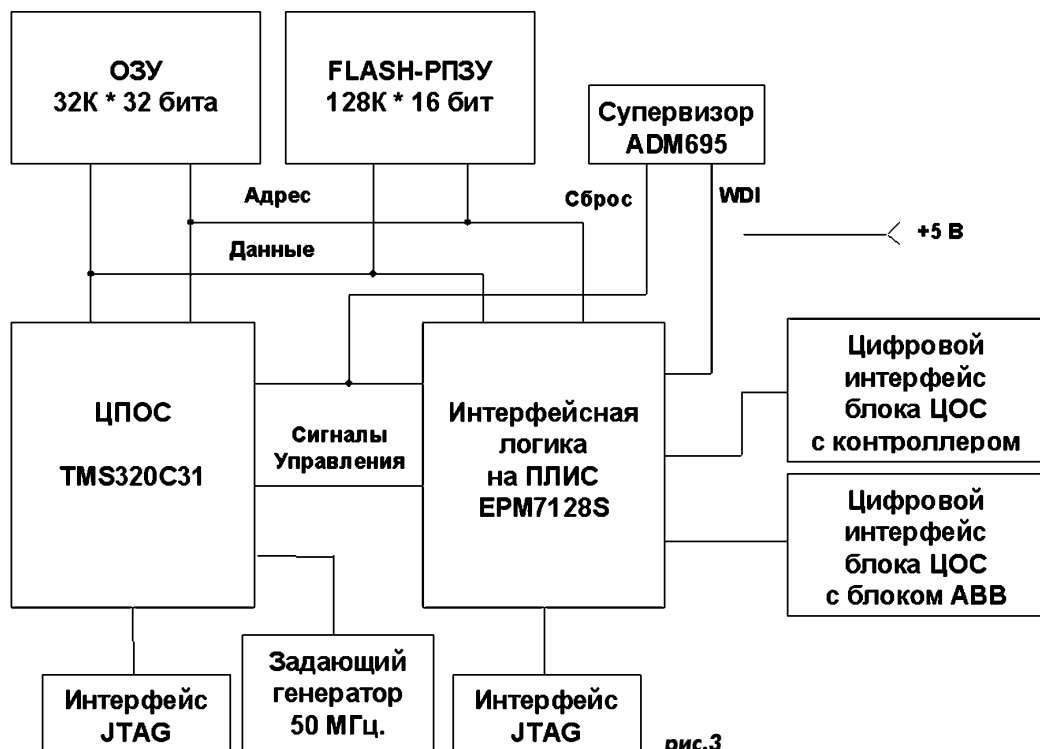 ОЗУ
32К * 32 бита
FLASH-РПЗУ
128К * 16 бит
Супервизор
ADM695
Адрес
Сброс
WDI
Данные
+5 В
ЦПОС
TMS320C31
Сигналы
Управления
Интерфейсная
логика
на ПЛИС
EPM7128S
Цифровой
интерфейс
блока ЦОС
с контроллером
Цифровой
интерфейс
блока ЦОС
с блоком АВВ
Интерфейс
JTAG
Задающий
генератор
50 МГц.
Интерфейс
JTAG
рис.3